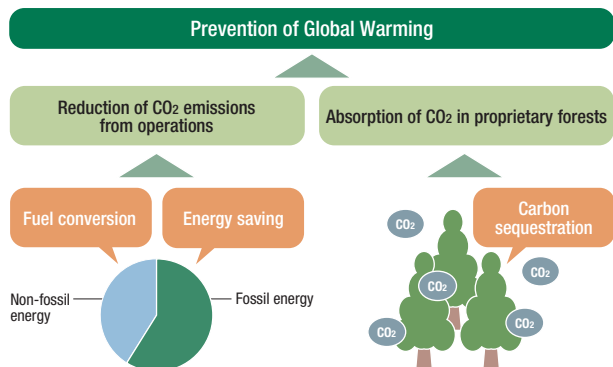 Prevention of Global Warming
Reduction of CO2 emissions
from operations
Absorption of CO2 in proprietary forests
Fuel conversion
Energy saving
Carbon
sequestration
CO2
CO2
CO2
CO2
CO2
Non-fossil
energy
Fossil energy